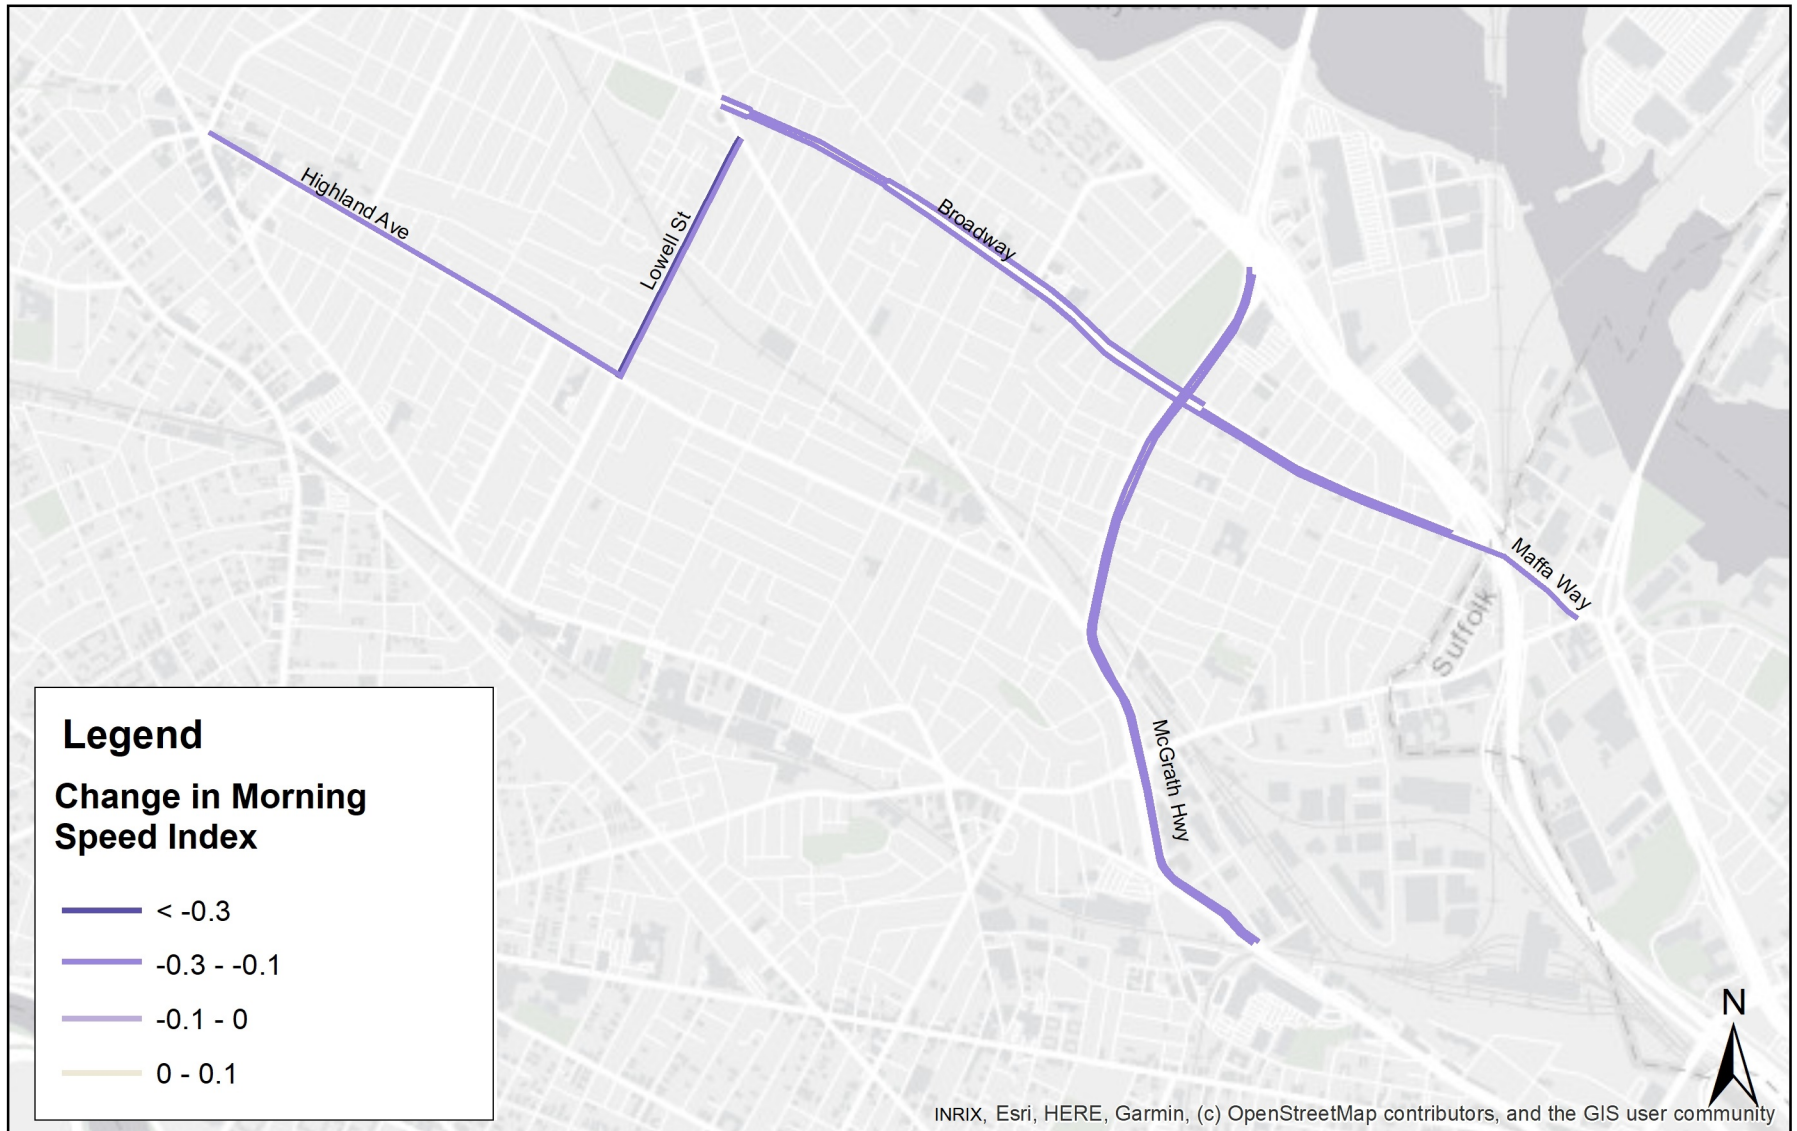 Highland Ave
Lowell St
Broadway
Maffa Way
Suffolk
McGrath Hwy
Legend
Change in Morning
Speed Index
< -0.3
-0.3 - -0.1
-0.1 - 0
0 - 0.1
N
INRIX, Esri, HERE, Garmin, (c) OpenStreetMap contributors, and the GIS user community